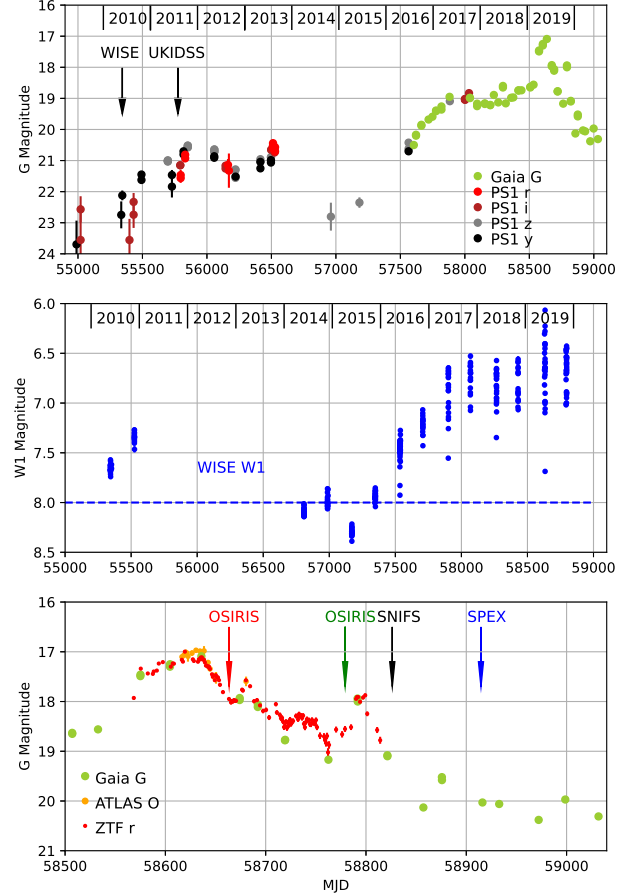 16
2010 2011 2012 2013 2014 2015 2016 2017 2018 2019
17
WISE UKIDSS
18
19
20
21
22
23
24
G Magnitude
Gaia G
PS1 r
PS1 i
PS1 z
PS1 y
55000 55500 56000 56500 57000 57500 58000 58500 59000
6.0
2010 2011 2012 2013 2014 2015 2016 2017 2018 2019
6.5
7.0
7.5
8.0
8.5
W1 Magnitude
WISE W1
55000 55500 56000 56500 57000 57500 58000 58500 59000
16
OSIRIS OSIRIS SNIFS SPEX
17
18
19
20
21
G Magnitude
Gaia G
ATLAS O
ZTF r
58500 58600 58700 58800 58900 59000
MJD